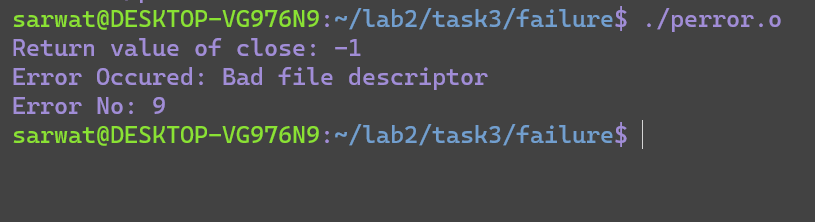 sarwat@DESKTOP-VG976N9:~/lab2/task3/failure$ ./perror.o
Return value of close: -1
Error Occured: Bad file descriptor
Error No: 9
sarwat@DESKTOP-VG976N9:~/lab2/task3/failure$